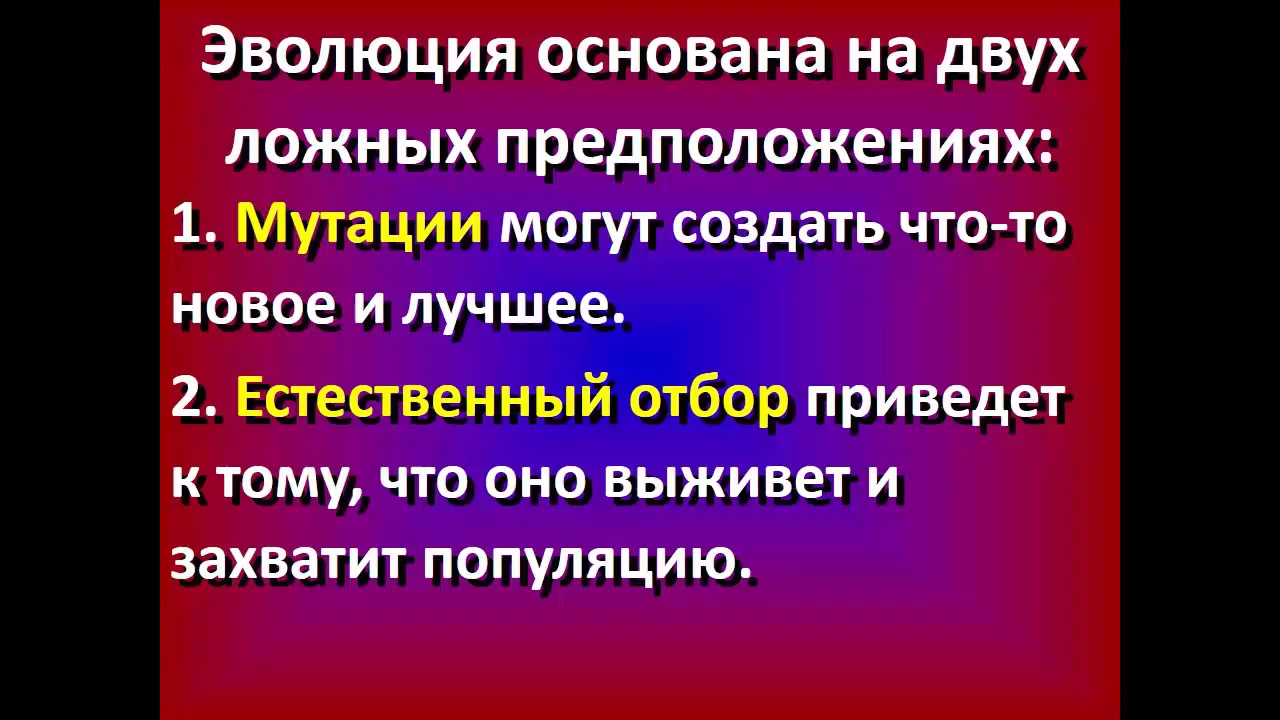 Эволюция основана на двух
ложных предположениях:
1. Мутации могут создать что-то
новое и лучшее.
2. Естественный отбор приведет
к тому, что оно выживет и
захватит популяцию.